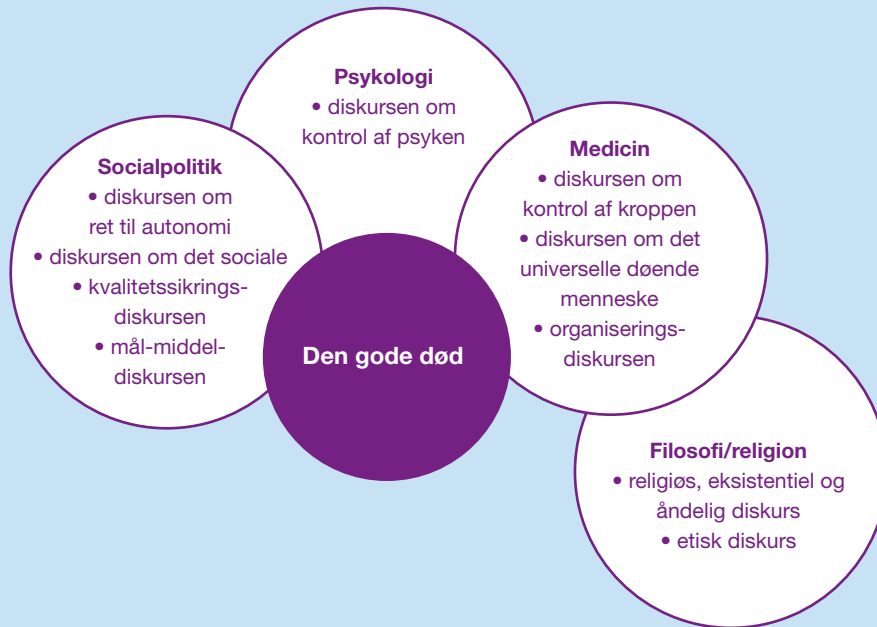 Psykologi
• diskursen om
kontrol af psyken
Socialpolitik
• diskursen om
ret til autonomi
• diskursen om det sociale
• kvalitetssikrings-
diskursen
• mål-middel-
diskursen
Medicin
• diskursen om
kontrol af kroppen
• diskursen om det
universelle døende
menneske
• organiserings-
diskursen
Den gode død
Filosofi/religion
• religiøs, eksistentiel og
åndelig diskurs
• etisk diskurs